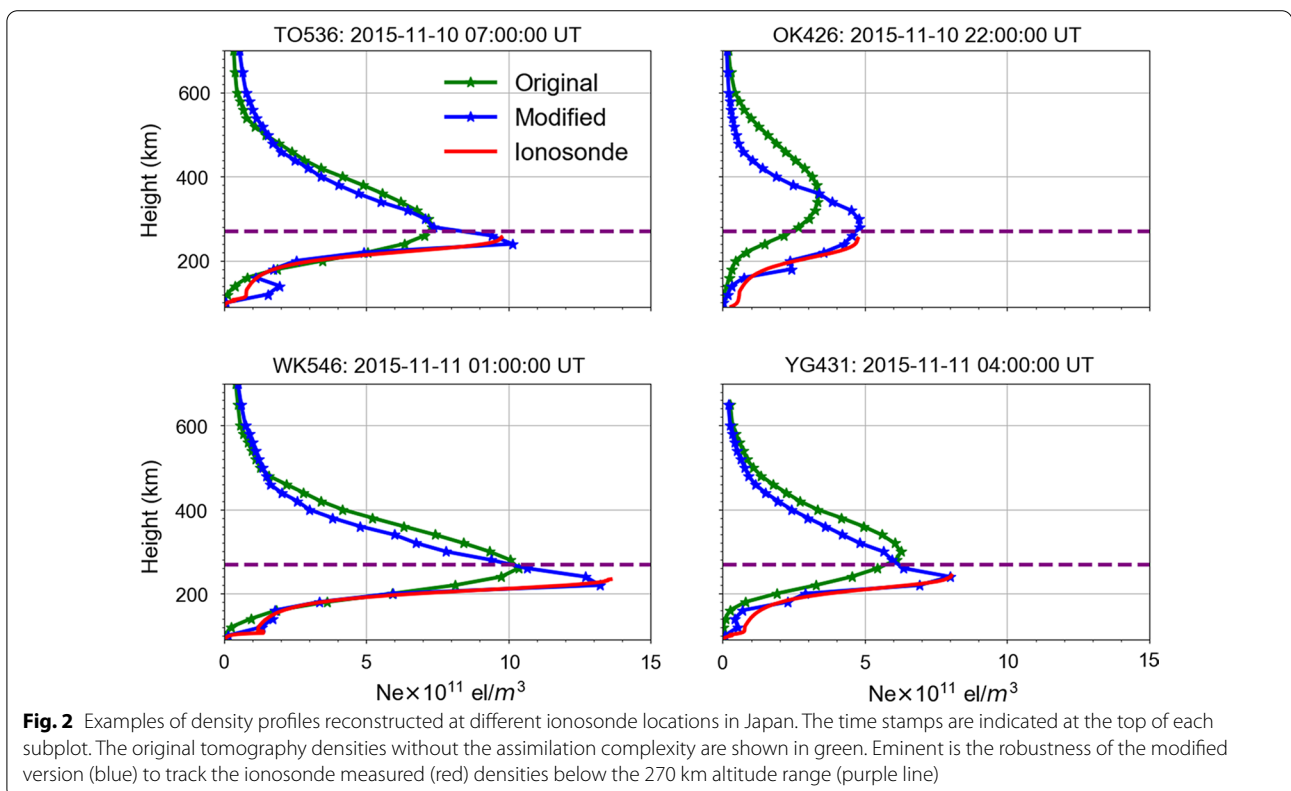 TO536: 2015-11-10 07:00:00 UT
OK426: 2015-11-10 22:00:00 UT
Height (km)
600
400
200
Original
Modified
Ionosonde
WK546: 2015-11-11 01:00:00 UT
YG431: 2015-11-11 04:00:00 UT
Height (km)
600
400
200
0 5 10 15
0 5 10 15
Ne×10¹¹ el/m³
Ne×10¹¹ el/m³
Fig. 2 Examples of density profiles reconstructed at different ionosonde locations in Japan. The time stamps are indicated at the top of each
subplot. The original tomography densities without the assimilation complexity are shown in green. Eminent is the robustness of the modified
version (blue) to track the ionosonde measured (red) densities below the 270 km altitude range (purple line)